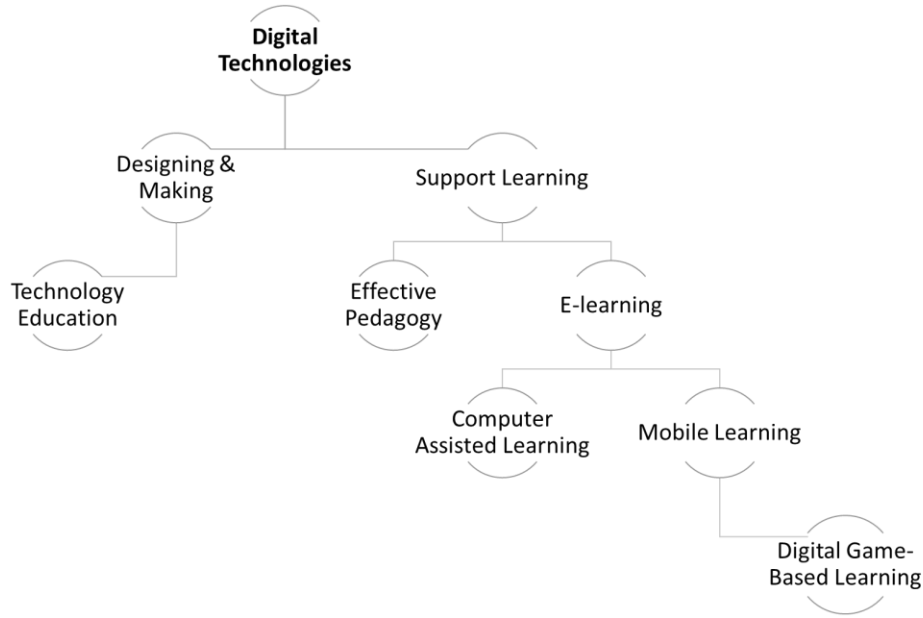 Digital
Technologies
Designing &
Making
Support Learning
Technology
Education
Effective
Pedagogy
E-learning
Computer
Assisted Learning
Mobile Learning
Digital Game-
Based Learning